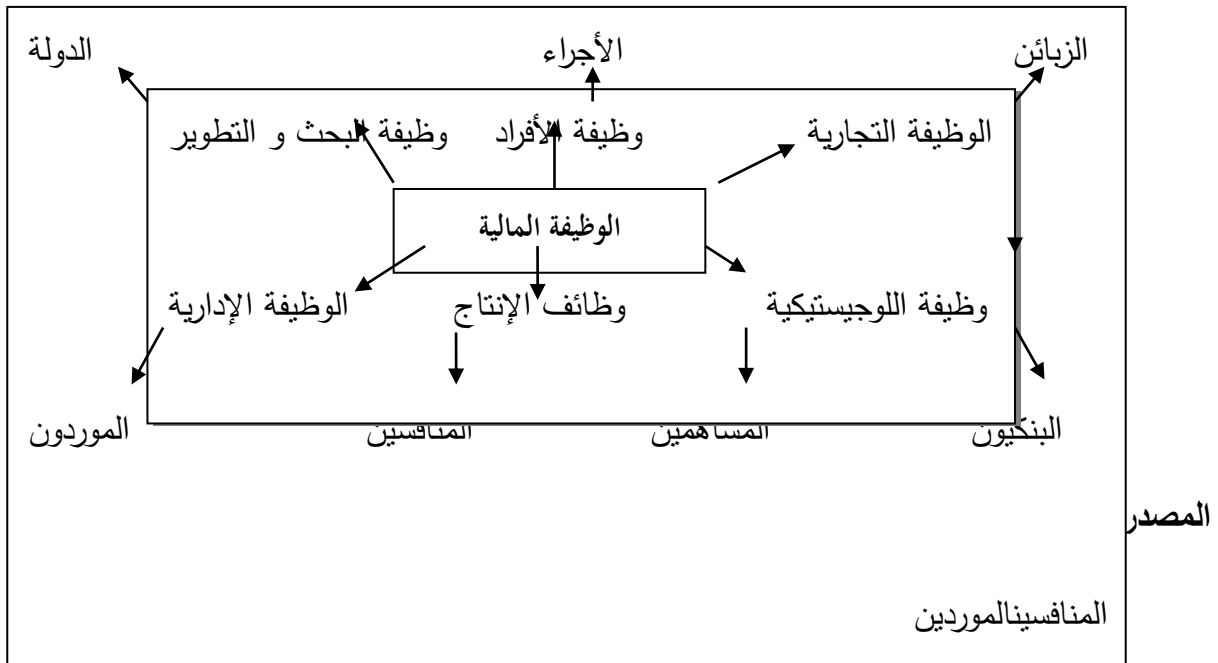 الزبائن الأجراء الدولة
الوظيفة التجارية وظيفة الأفراد وظيفة البحث و التطوير
الوظيفة المالية
وظيفة اللوجيستيكية وظائف الإنتاج الوظيفة الإدارية
البنكيون المساهمين المنافسين الموردون
المصدر
المنافسينالموردين